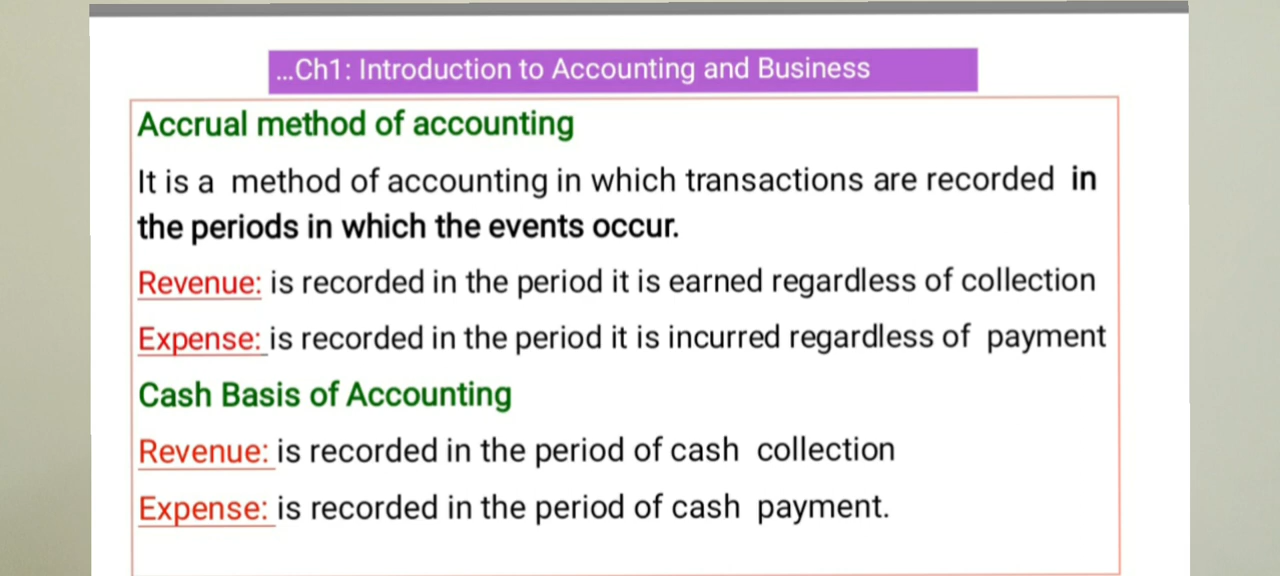 ...Ch1: Introduction to Accounting and Business
Accrual method of accounting
It is a method of accounting in which transactions are recorded in
the periods in which the events occur.
Revenue: is recorded in the period it is earned regardless of collection
Expense: is recorded in the period it is incurred regardless of payment
Cash Basis of Accounting
Revenue: is recorded in the period of cash collection
Expense: is recorded in the period of cash payment.